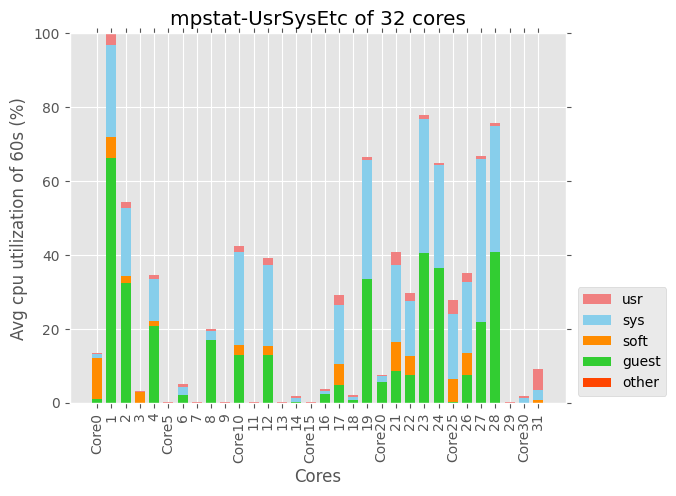 mpstat-UsrSysEtc of 32 cores
100
80
60
40
20
0
Avg cpu utilization of 60s (%)
Core0
1
2
3
4
Core5
6
7
8
9
Core10
11
12
13
14
Core15
16
17
18
19
Core20
21
22
23
24
Core25
26
27
28
29
Core30
31
Cores
usr
sys
soft
guest
other